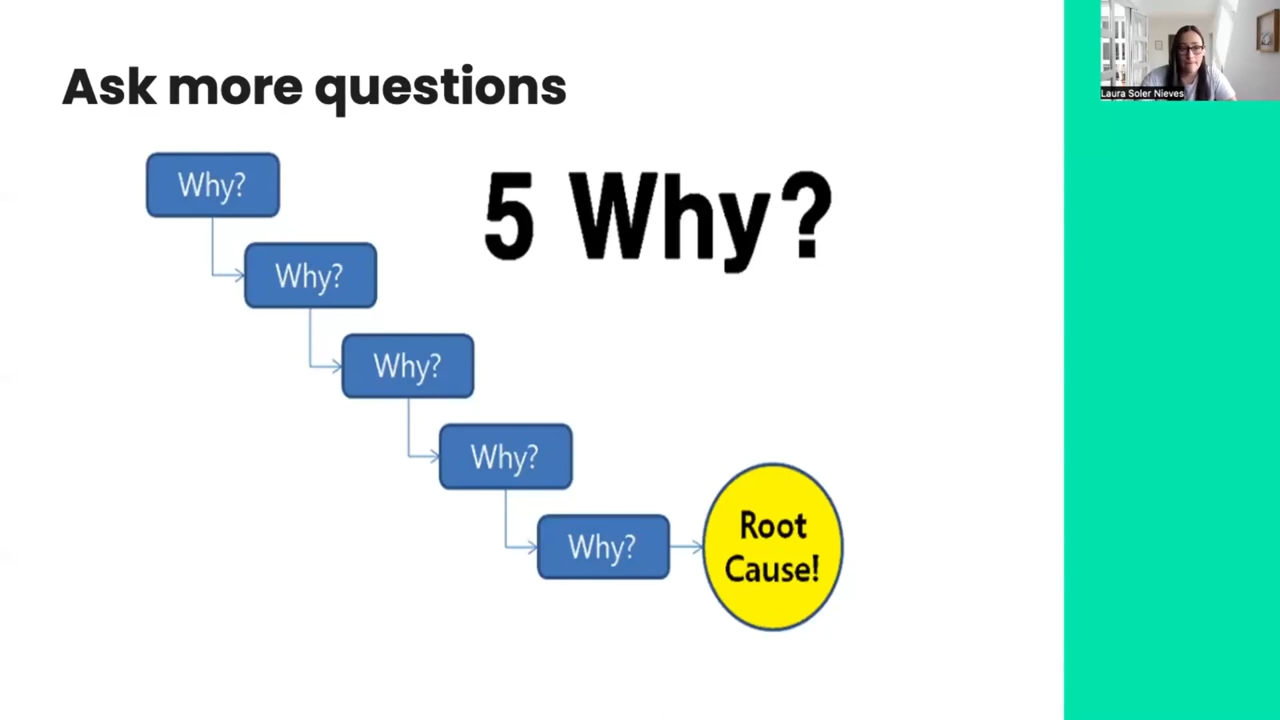 Ask more questions
Why?
5 Why?
Why?
Why?
Why?
Why?
Root
Cause!
Laura Soler Nieves